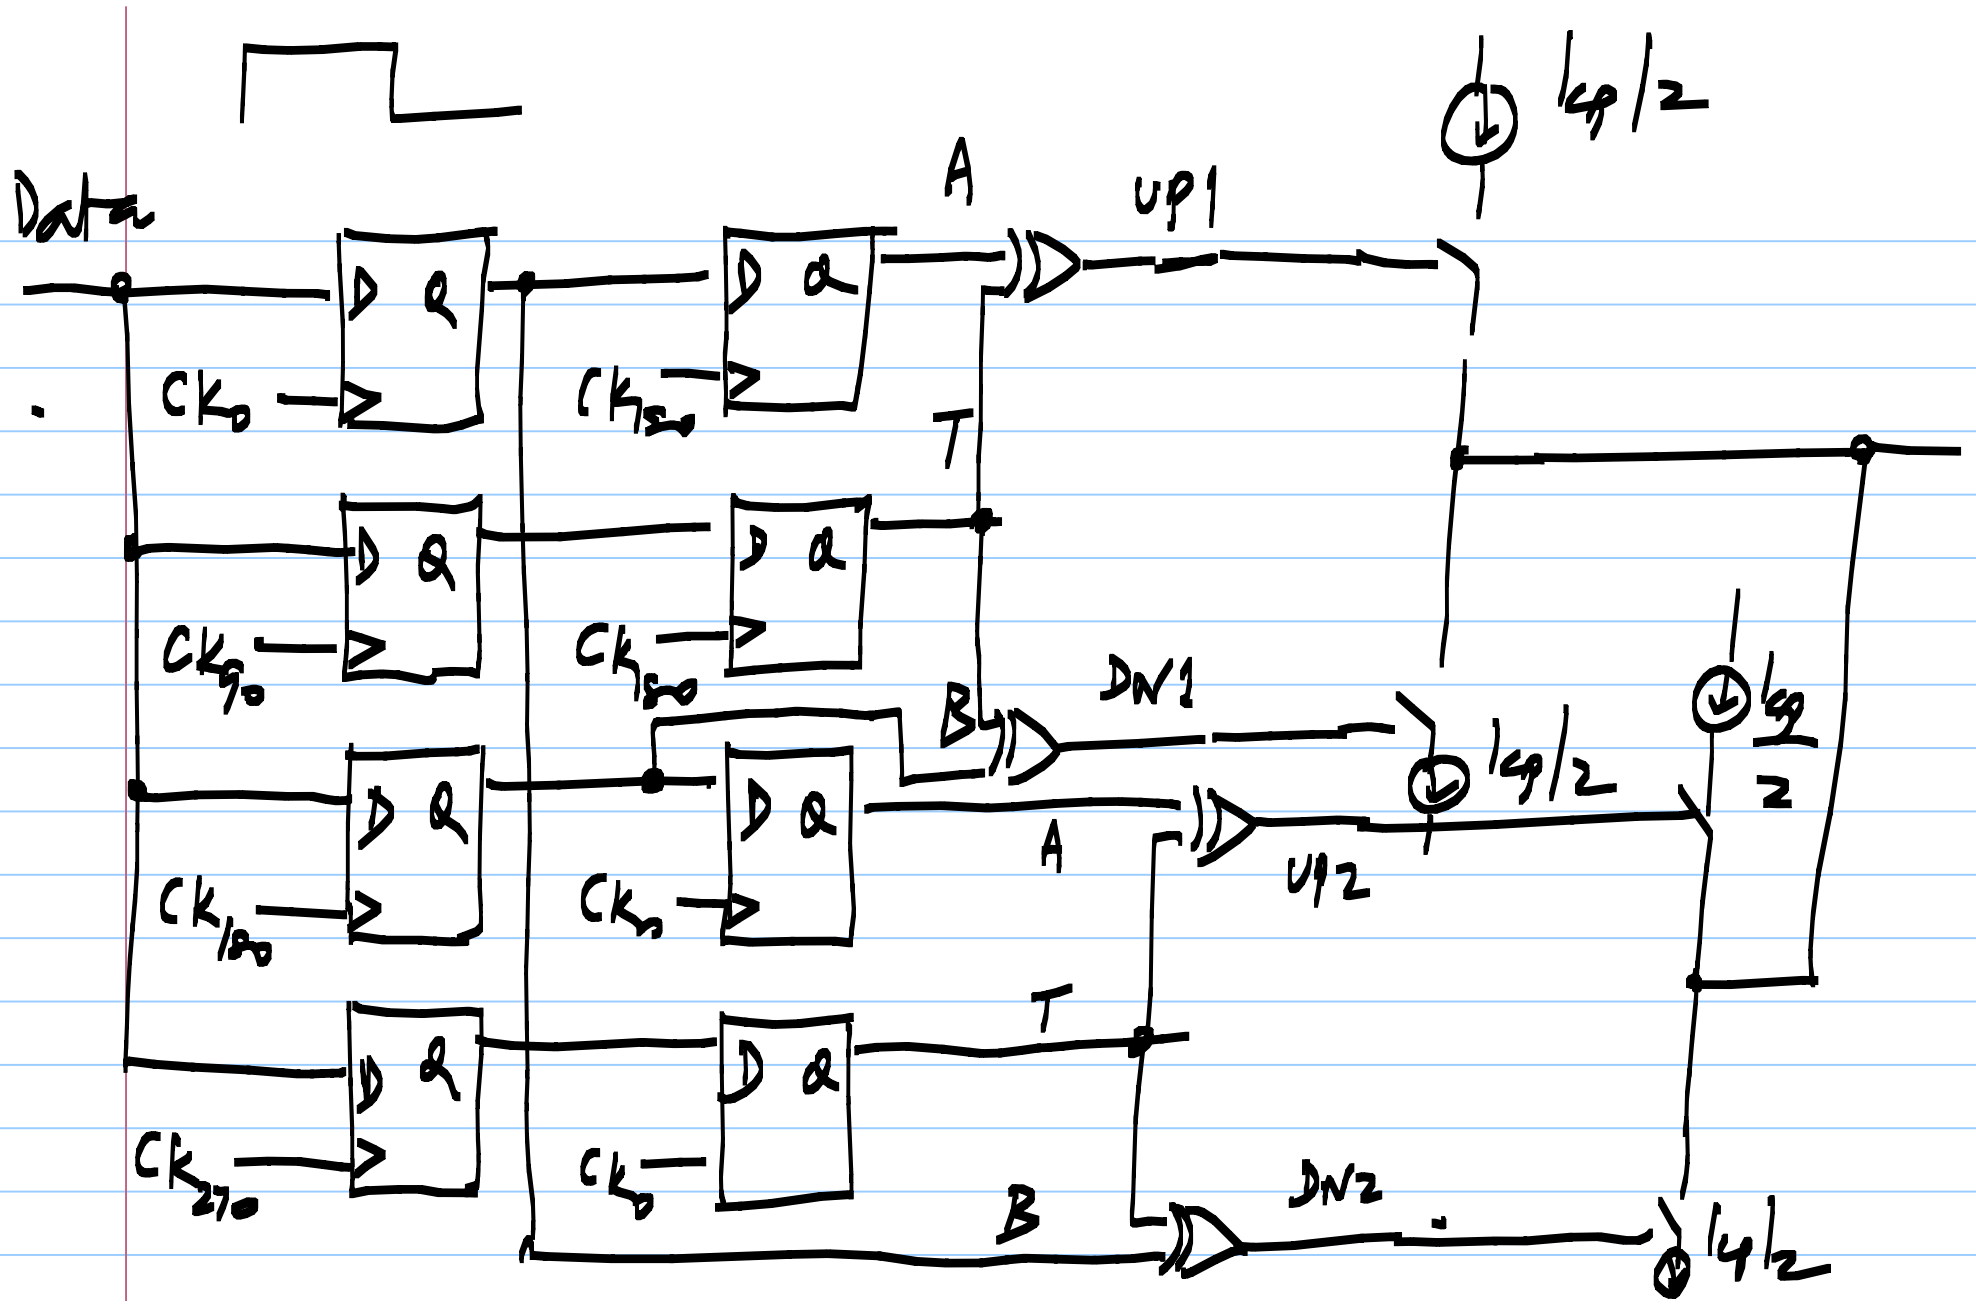 Icp/2
A
UP1
Data
D Q
D Q
CK0
CK180
T
D Q
D Q
CK90
CK180
B
DN1
Icp/2
Icp/2
D Q
D Q
A
UP2
CK180
CK0
T
D Q
D Q
CK270
CK0
B
DN2
Icp/2